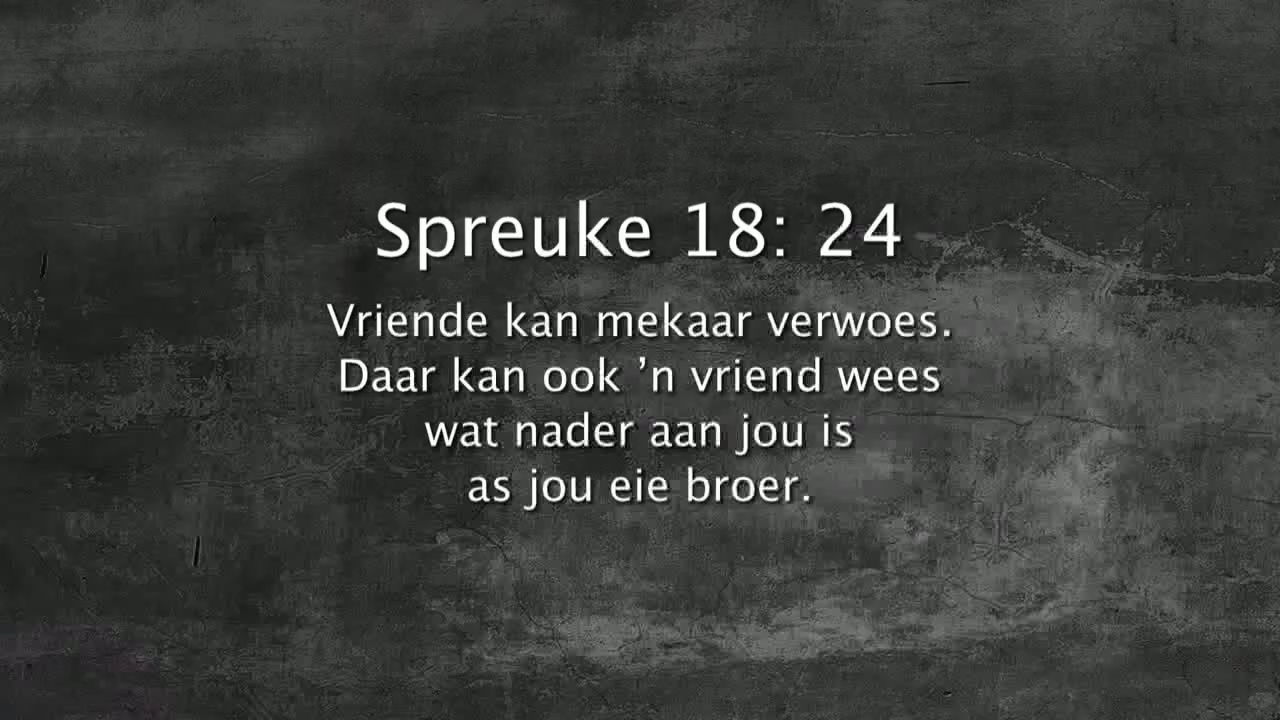 Spreuke 18: 24
Vriende kan mekaar verwoes.
Daar kan ook ’n vriend wees
wat nader aan jou is
as jou eie broer.